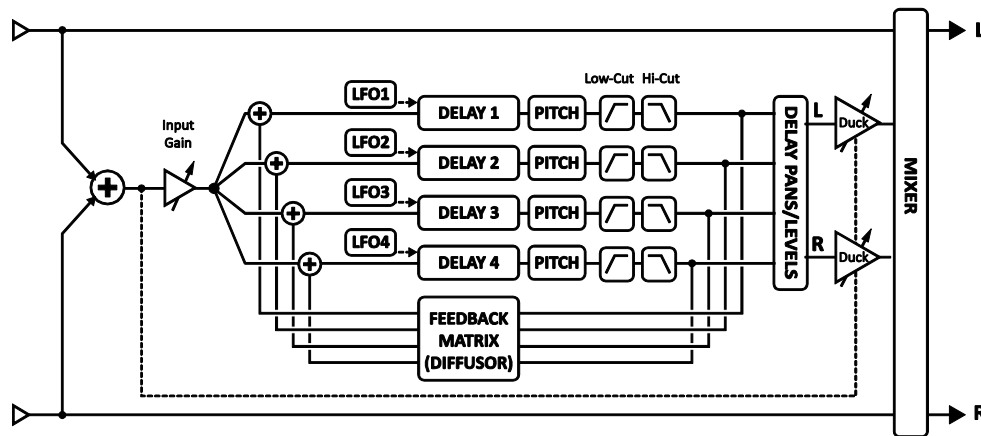 L
Low-Cut
Hi-Cut
LFO1
DELAY 1
PITCH
L
Duck
Input
Gain
+
LFO2
DELAY 2
PITCH
+
LFO3
DELAY 3
PITCH
+
+
LFO4
DELAY 4
PITCH
+
R
Duck
DELAY PANS/LEVELS
MIXER
FEEDBACK
MATRIX
(DIFFUSOR)
R